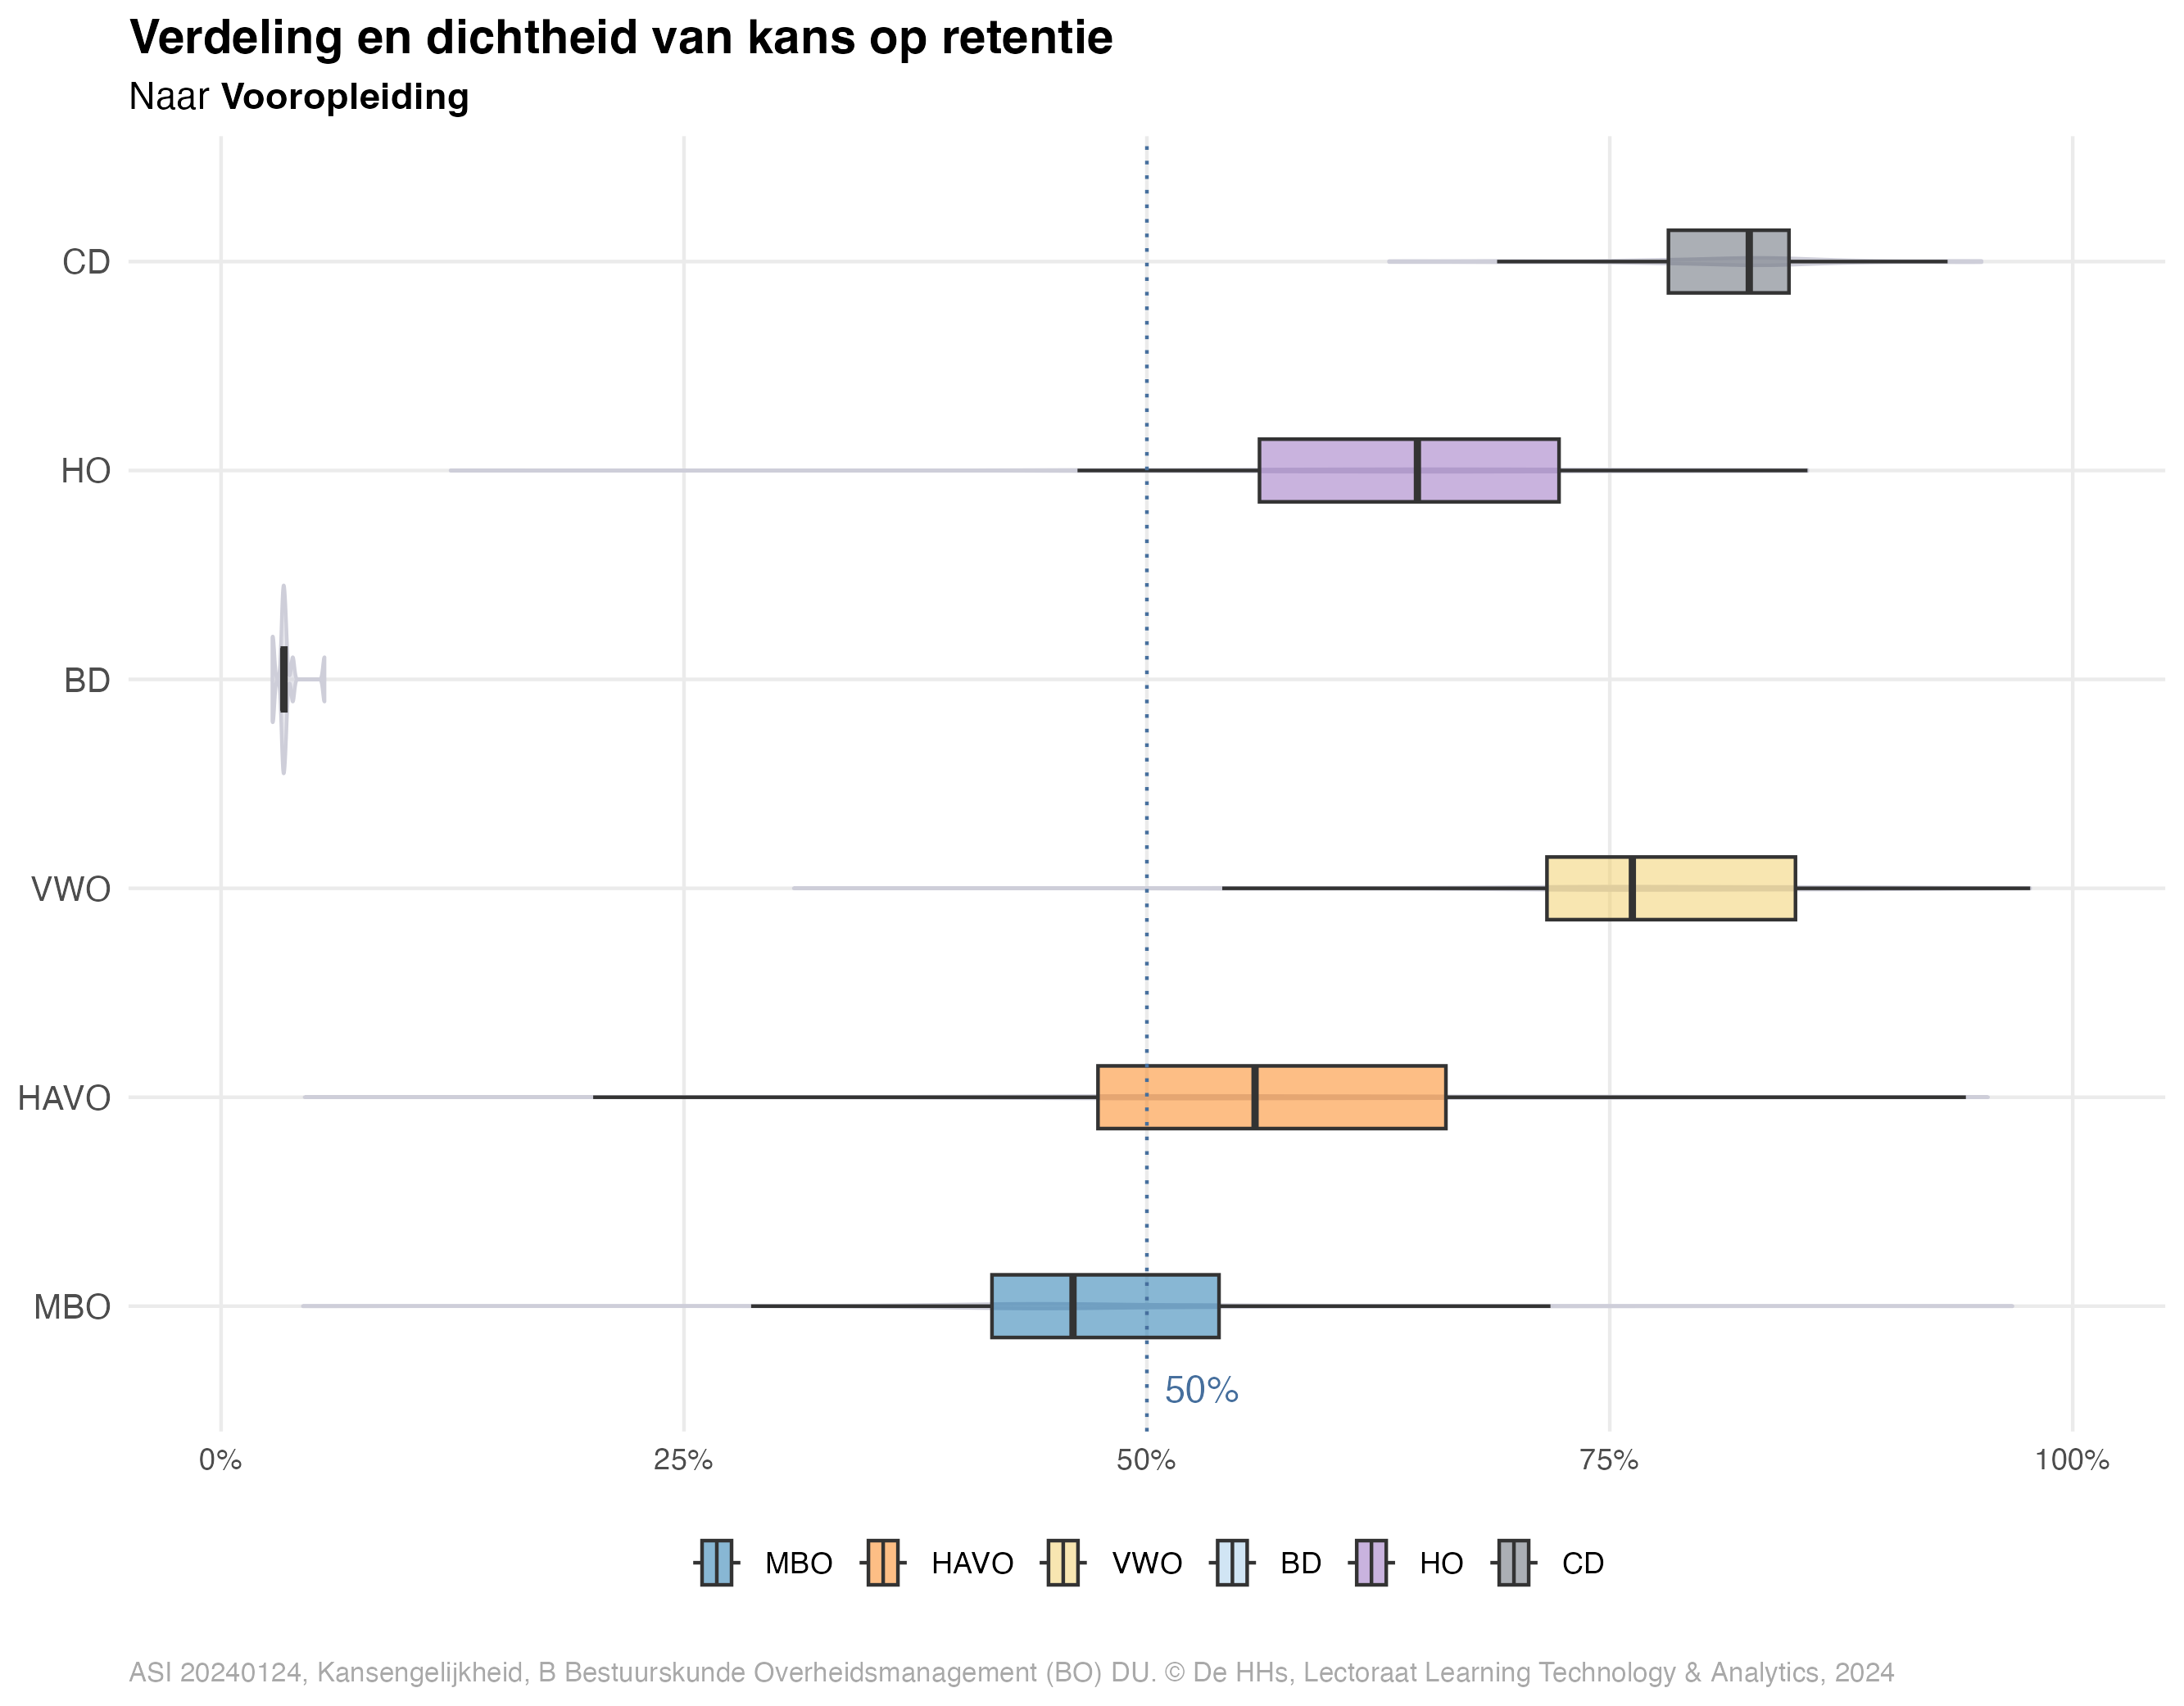 Verdeling en dichtheid van kans op retentie
Naar Vooropleiding
CD
HO
BD
VWO
HAVO
MBO
50%
0% 25% 50% 75% 100%
MBO HAVO VWO BD HO CD
ASI 20240124, Kansengelijkheid, B Bestuurskunde Overheidsmanagement (BO) DU. © De HHs, Lectoraat Learning Technology & Analytics, 2024